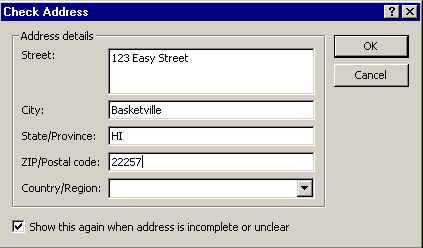 Check Address
Address details
Street:
123 Easy Street
City:
Basketville
State/Province:
HI
ZIP/Postal code:
22257
Country/Region:
Show this again when address is incomplete or unclear
OK
Cancel